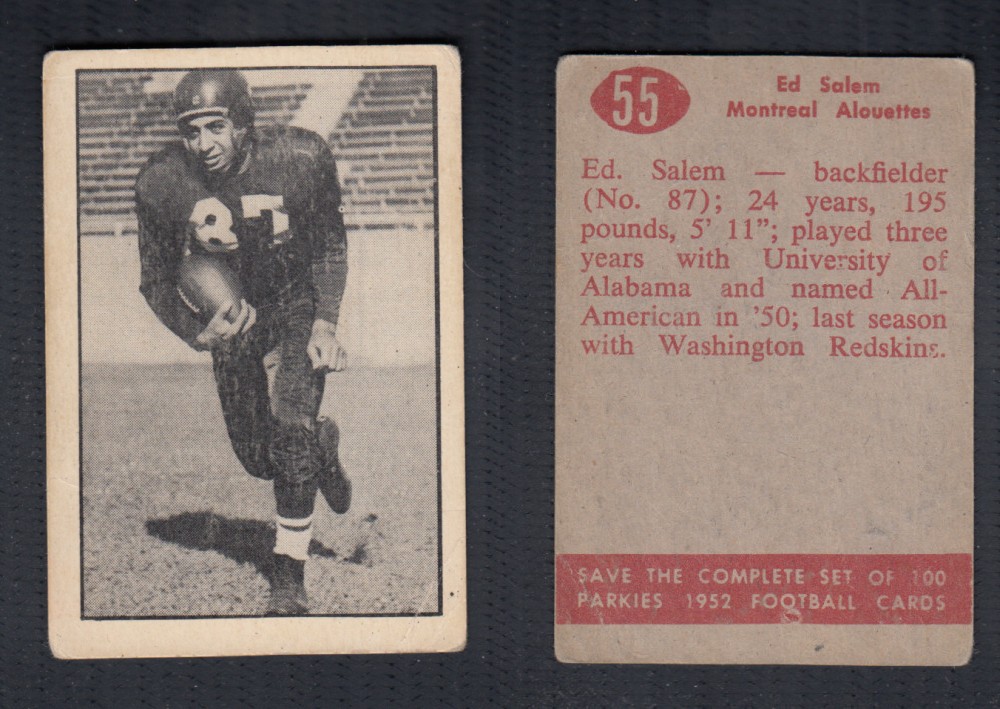 87
55
Ed Salem
Montreal Alouettes
Ed. Salem — backfielder
(No. 87); 24 years, 195
pounds, 5' 11"; played three
years with University of
Alabama and named All-
American in '50; last season
with Washington Redskins.
SAVE THE COMPLETE SET OF 100
PARKIES 1952 FOOTBALL CARDS